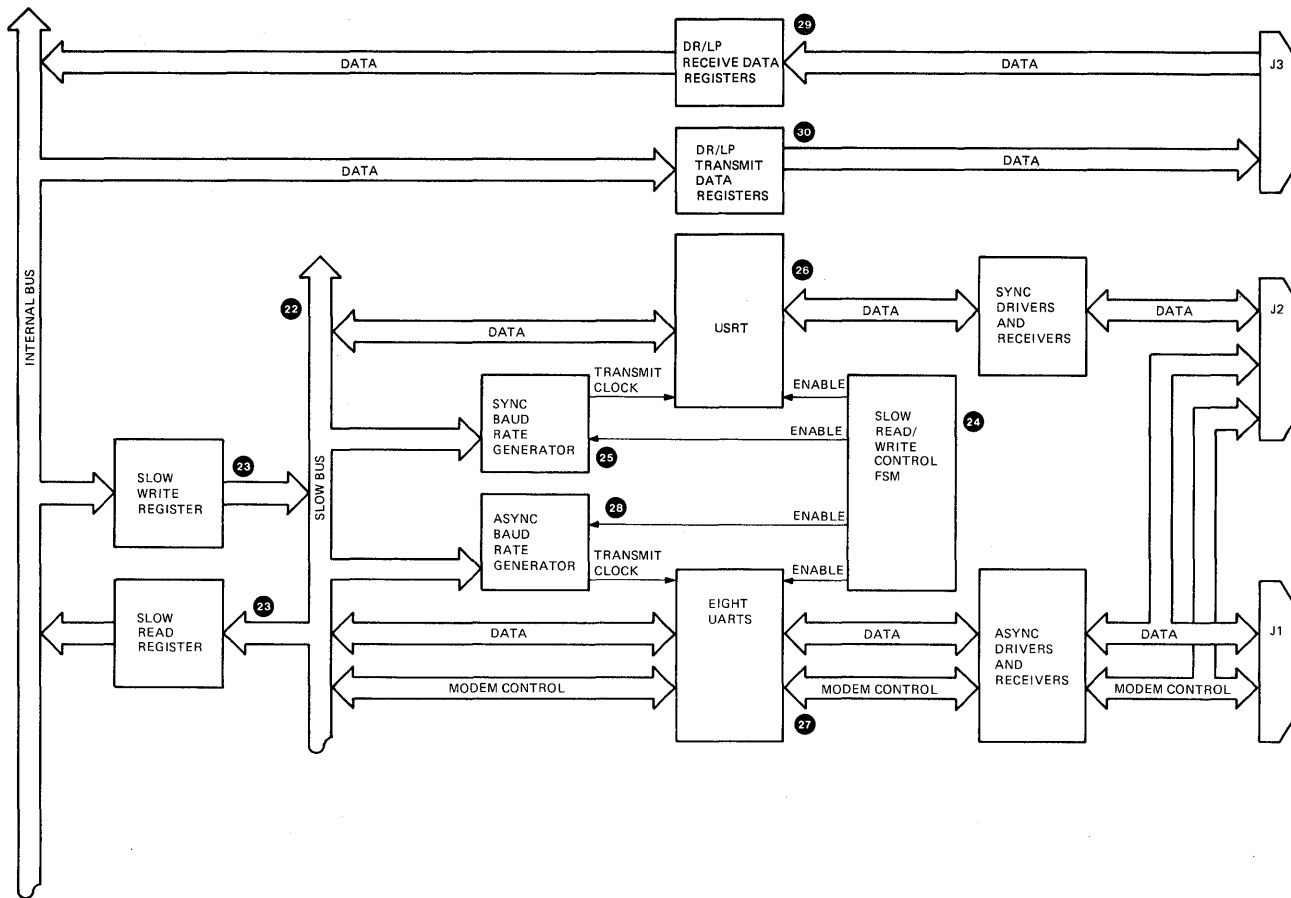 29
DR/LP
RECEIVE DATA
REGISTERS
DATA
DATA
J3
30
DR/LP
TRANSMIT
DATA
REGISTERS
DATA
DATA
INTERNAL BUS
22
SLOW BUS
DATA
USRT
26
DATA
SYNC
DRIVERS
AND
RECEIVERS
DATA
J2
TRANSMIT
CLOCK
ENABLE
SYNC
BAUD
RATE
GENERATOR
25
ENABLE
SLOW
READ/
WRITE
CONTROL
FSM
24
SLOW
WRITE
REGISTER
23
ASYNC
BAUD
RATE
GENERATOR
28
ENABLE
TRANSMIT
CLOCK
ENABLE
SLOW
READ
REGISTER
23
EIGHT
UARTS
DATA
DATA
ASYNC
DRIVERS
AND
RECEIVERS
DATA
J1
MODEM CONTROL
MODEM CONTROL
MODEM CONTROL
27